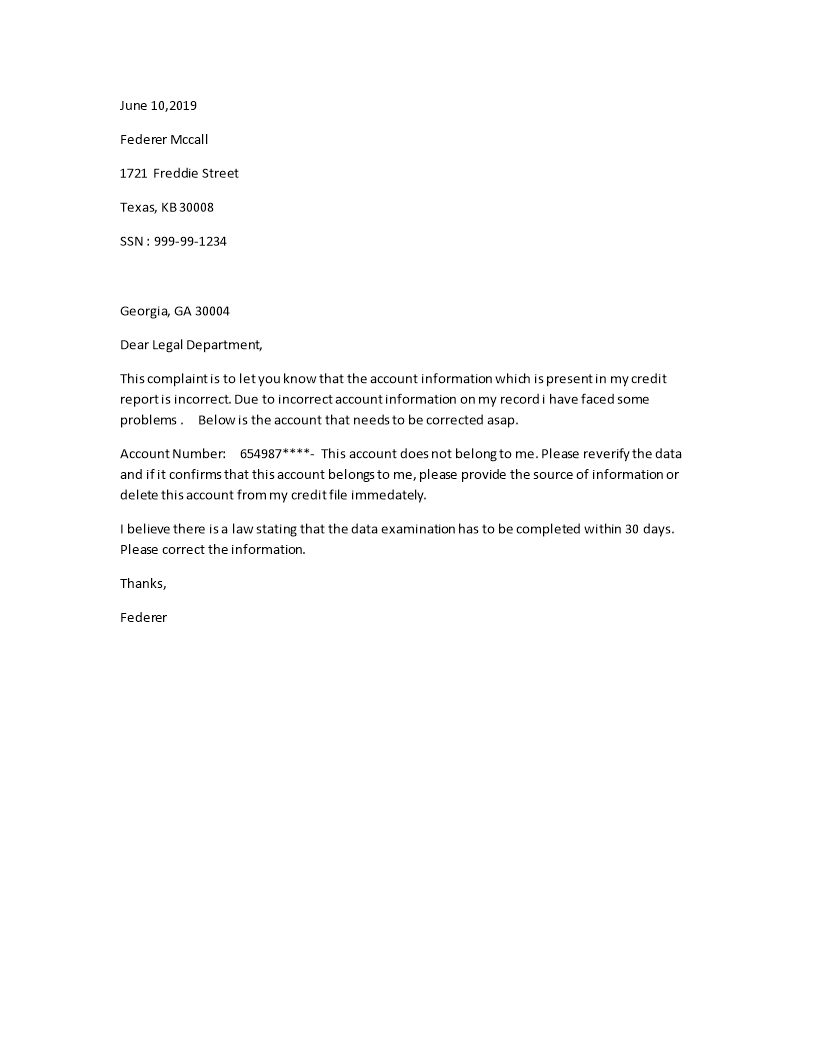 June 10,2019
Federer Mccall
1721 Freddie Street
Texas, KB 30008
SSN : 999-99-1234
Georgia, GA 30004
Dear Legal Department,
This complaint is to let you know that the account information which is present in my credit
report is incorrect. Due to incorrect account information on my record i have faced some
problems . Below is the account that needs to be corrected asap.
Account Number: 654987****- This account does not belong to me. Please reverify the data
and if it confirms that this account belongs to me, please provide the source of information or
delete this account from my credit file immedately.
I believe there is a law stating that the data examination has to be completed within 30 days.
Please correct the information.
Thanks,
Federer